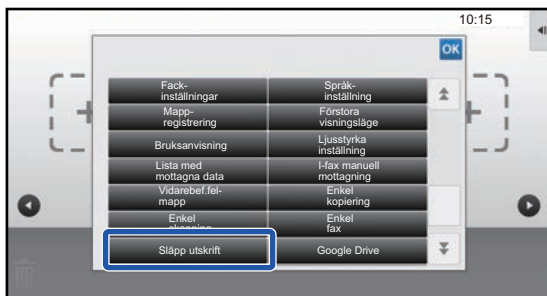 10:15
OK
Fack-
inställningar
Språk-
inställning
Mapp-
registrering
Förstora
visningsläge
Bruksanvisning
Ljusstyrka
inställning
Lista med
mottagna data
I-fax manuell
mottagning
Vidarebef.fel-
mapp
Enkel
kopiering
Enkel
skanning
Enkel
fax
Släpp utskrift
Google Drive